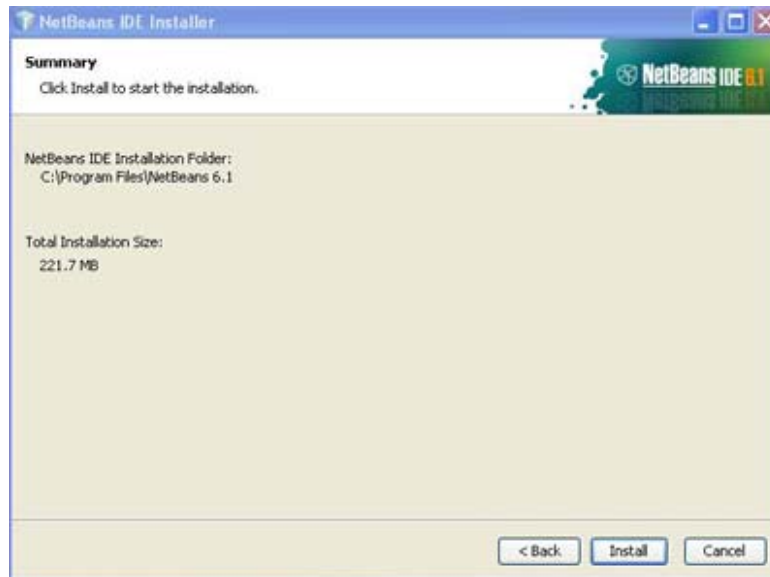 NetBeans IDE Installer
Summary
Click Install to start the installation.
NetBeans IDE 6.1
NetBeans IDE Installation Folder:
C:\Program Files\NetBeans 6.1
Total Installation Size:
221.7 MB
< Back Install Cancel